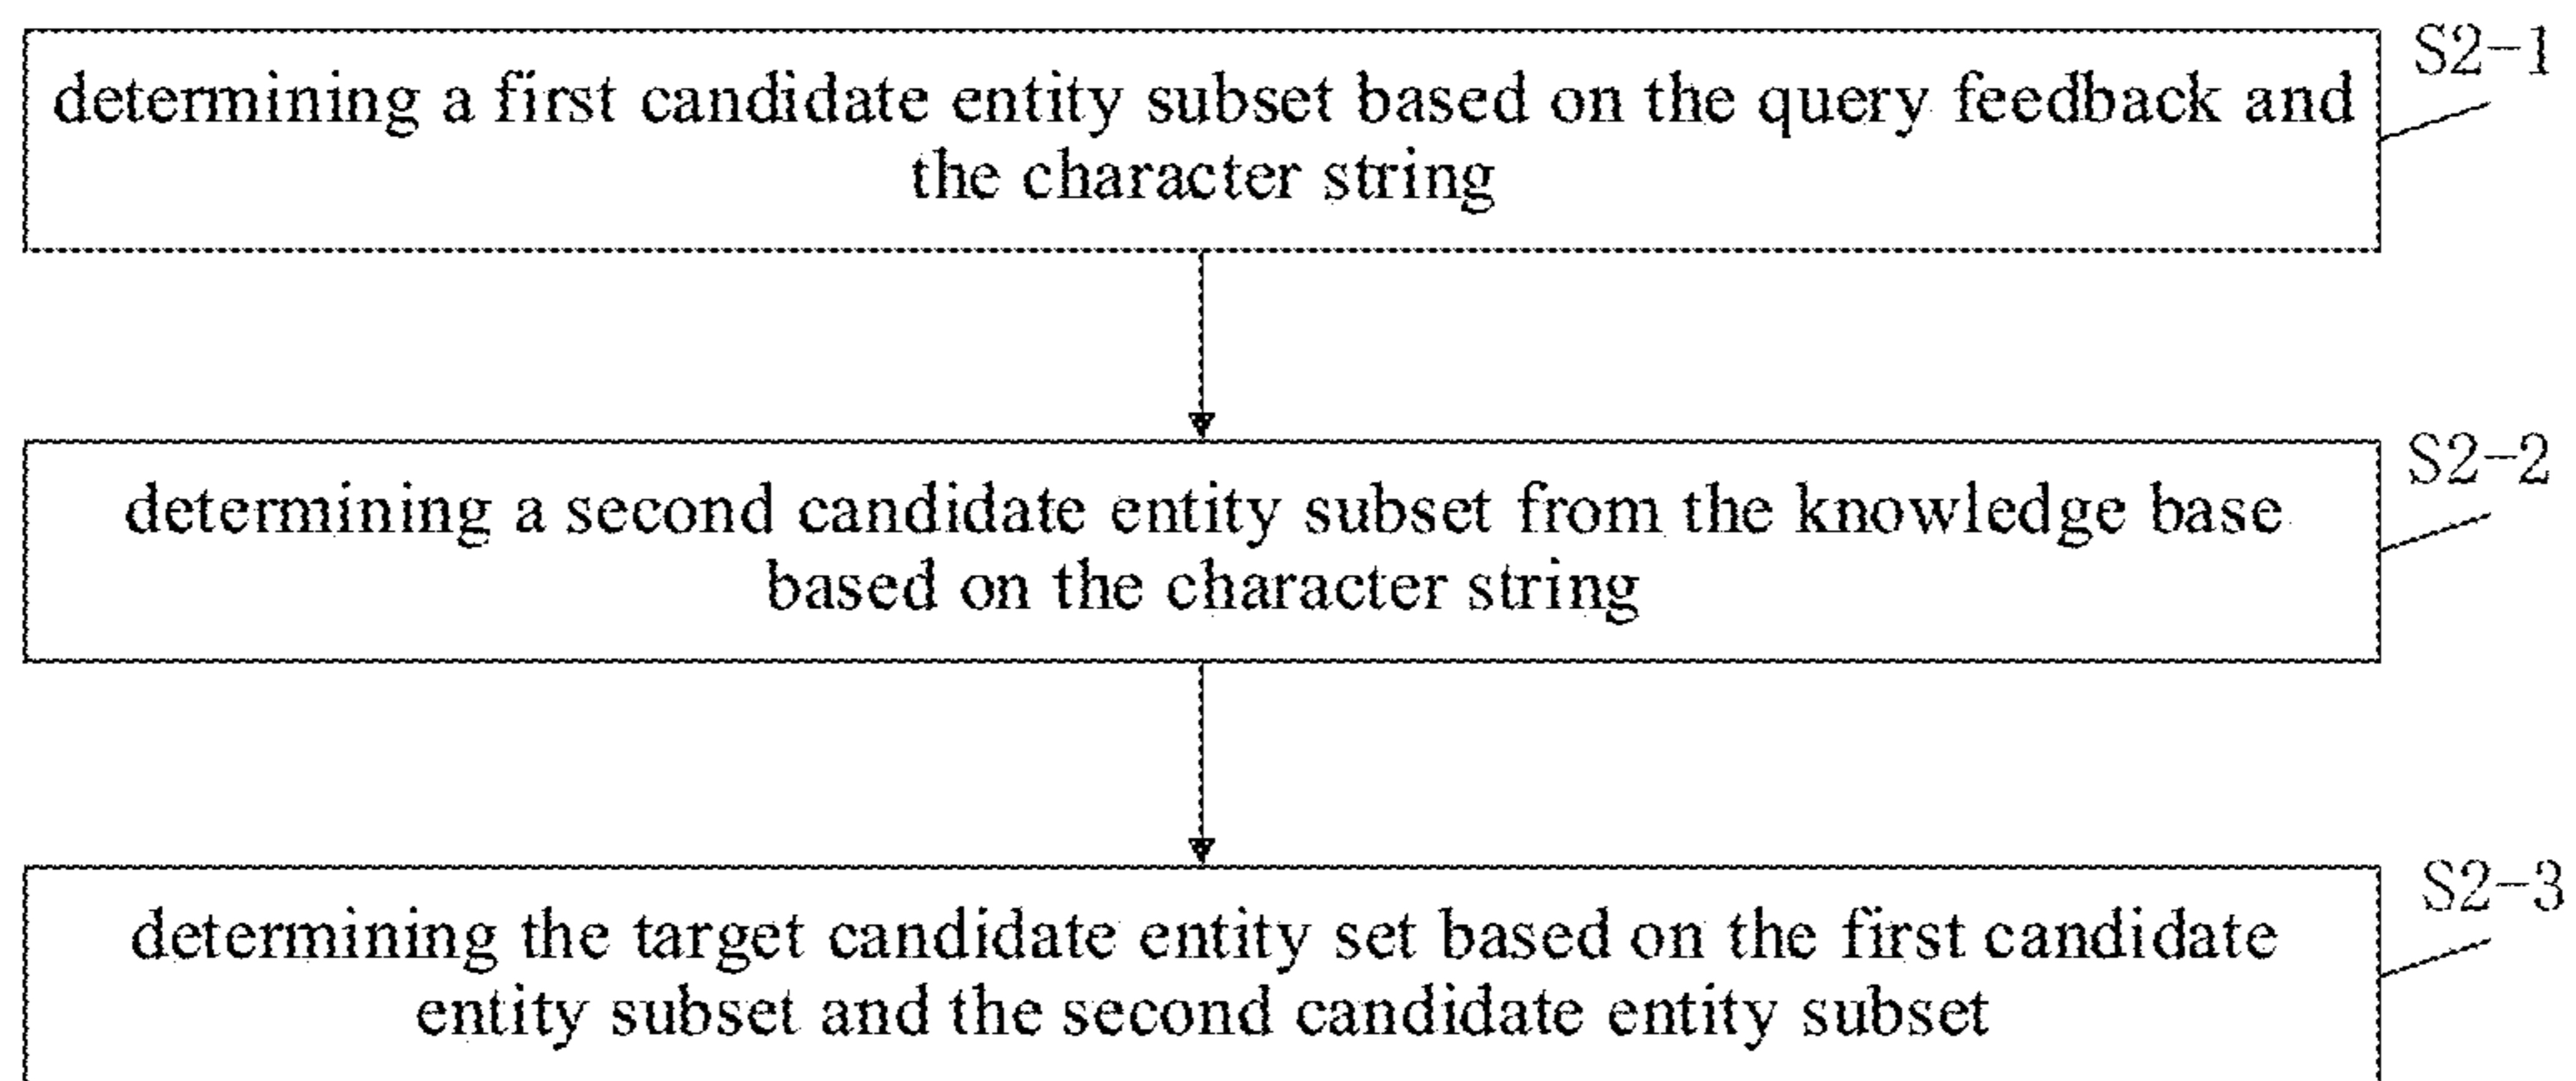 S2-1
determining a first candidate entity subset based on the query feedback and
the character string
S2-2
determining a second candidate entity subset from the knowledge base
based on the character string
S2-3
determining the target candidate entity set based on the first candidate
entity subset and the second candidate entity subset